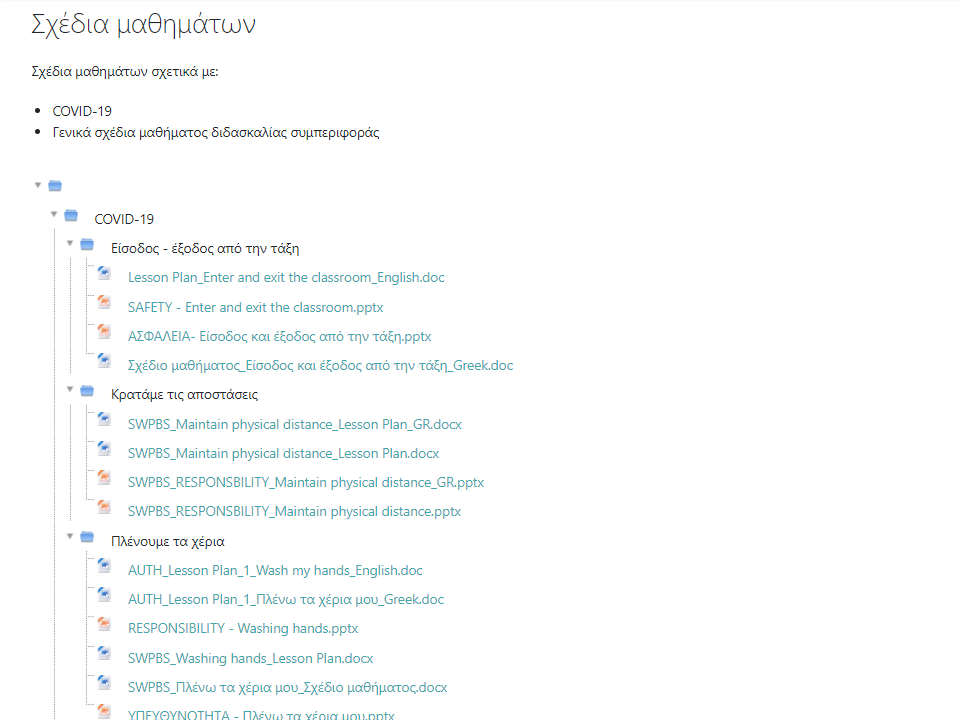 Σχέδια μαθημάτων
Σχέδια μαθημάτων σχετικά με:
COVID-19
Γενικά σχέδια μαθήματος διδασκαλίας συμπεριφοράς
COVID-19
Είσοδος - έξοδος από την τάξη
Lesson Plan_Enter and exit the classroom_English.doc
SAFETY - Enter and exit the classroom.pptx
ΑΣΦΑΛΕΙΑ- Είσοδος και έξοδος από την τάξη.pptx
Σχέδιο μαθήματος_Είσοδος και έξοδος από την τάξη_Greek.doc
Κρατάμε τις αποστάσεις
SWPBS_Maintain physical distance_Lesson Plan_GR.docx
SWPBS_Maintain physical distance_Lesson Plan.docx
SWPBS_RESPONSBILITY_Maintain physical distance_GR.pptx
SWPBS_RESPONSBILITY_Maintain physical distance.pptx
Πλένουμε τα χέρια
AUTH_Lesson Plan_1_Wash my hands_English.doc
AUTH_Lesson Plan_1_Πλένω τα χέρια μου_Greek.doc
RESPONSIBILITY - Washing hands.pptx
SWPBS_Washing hands_Lesson Plan.docx
SWPBS_Πλένω τα χέρια μου_Σχέδιο μαθήματος.docx
ΥΠΕΥΘΥΝΟΤΗΤΑ - Πλένω τα χέρια μου.pptx